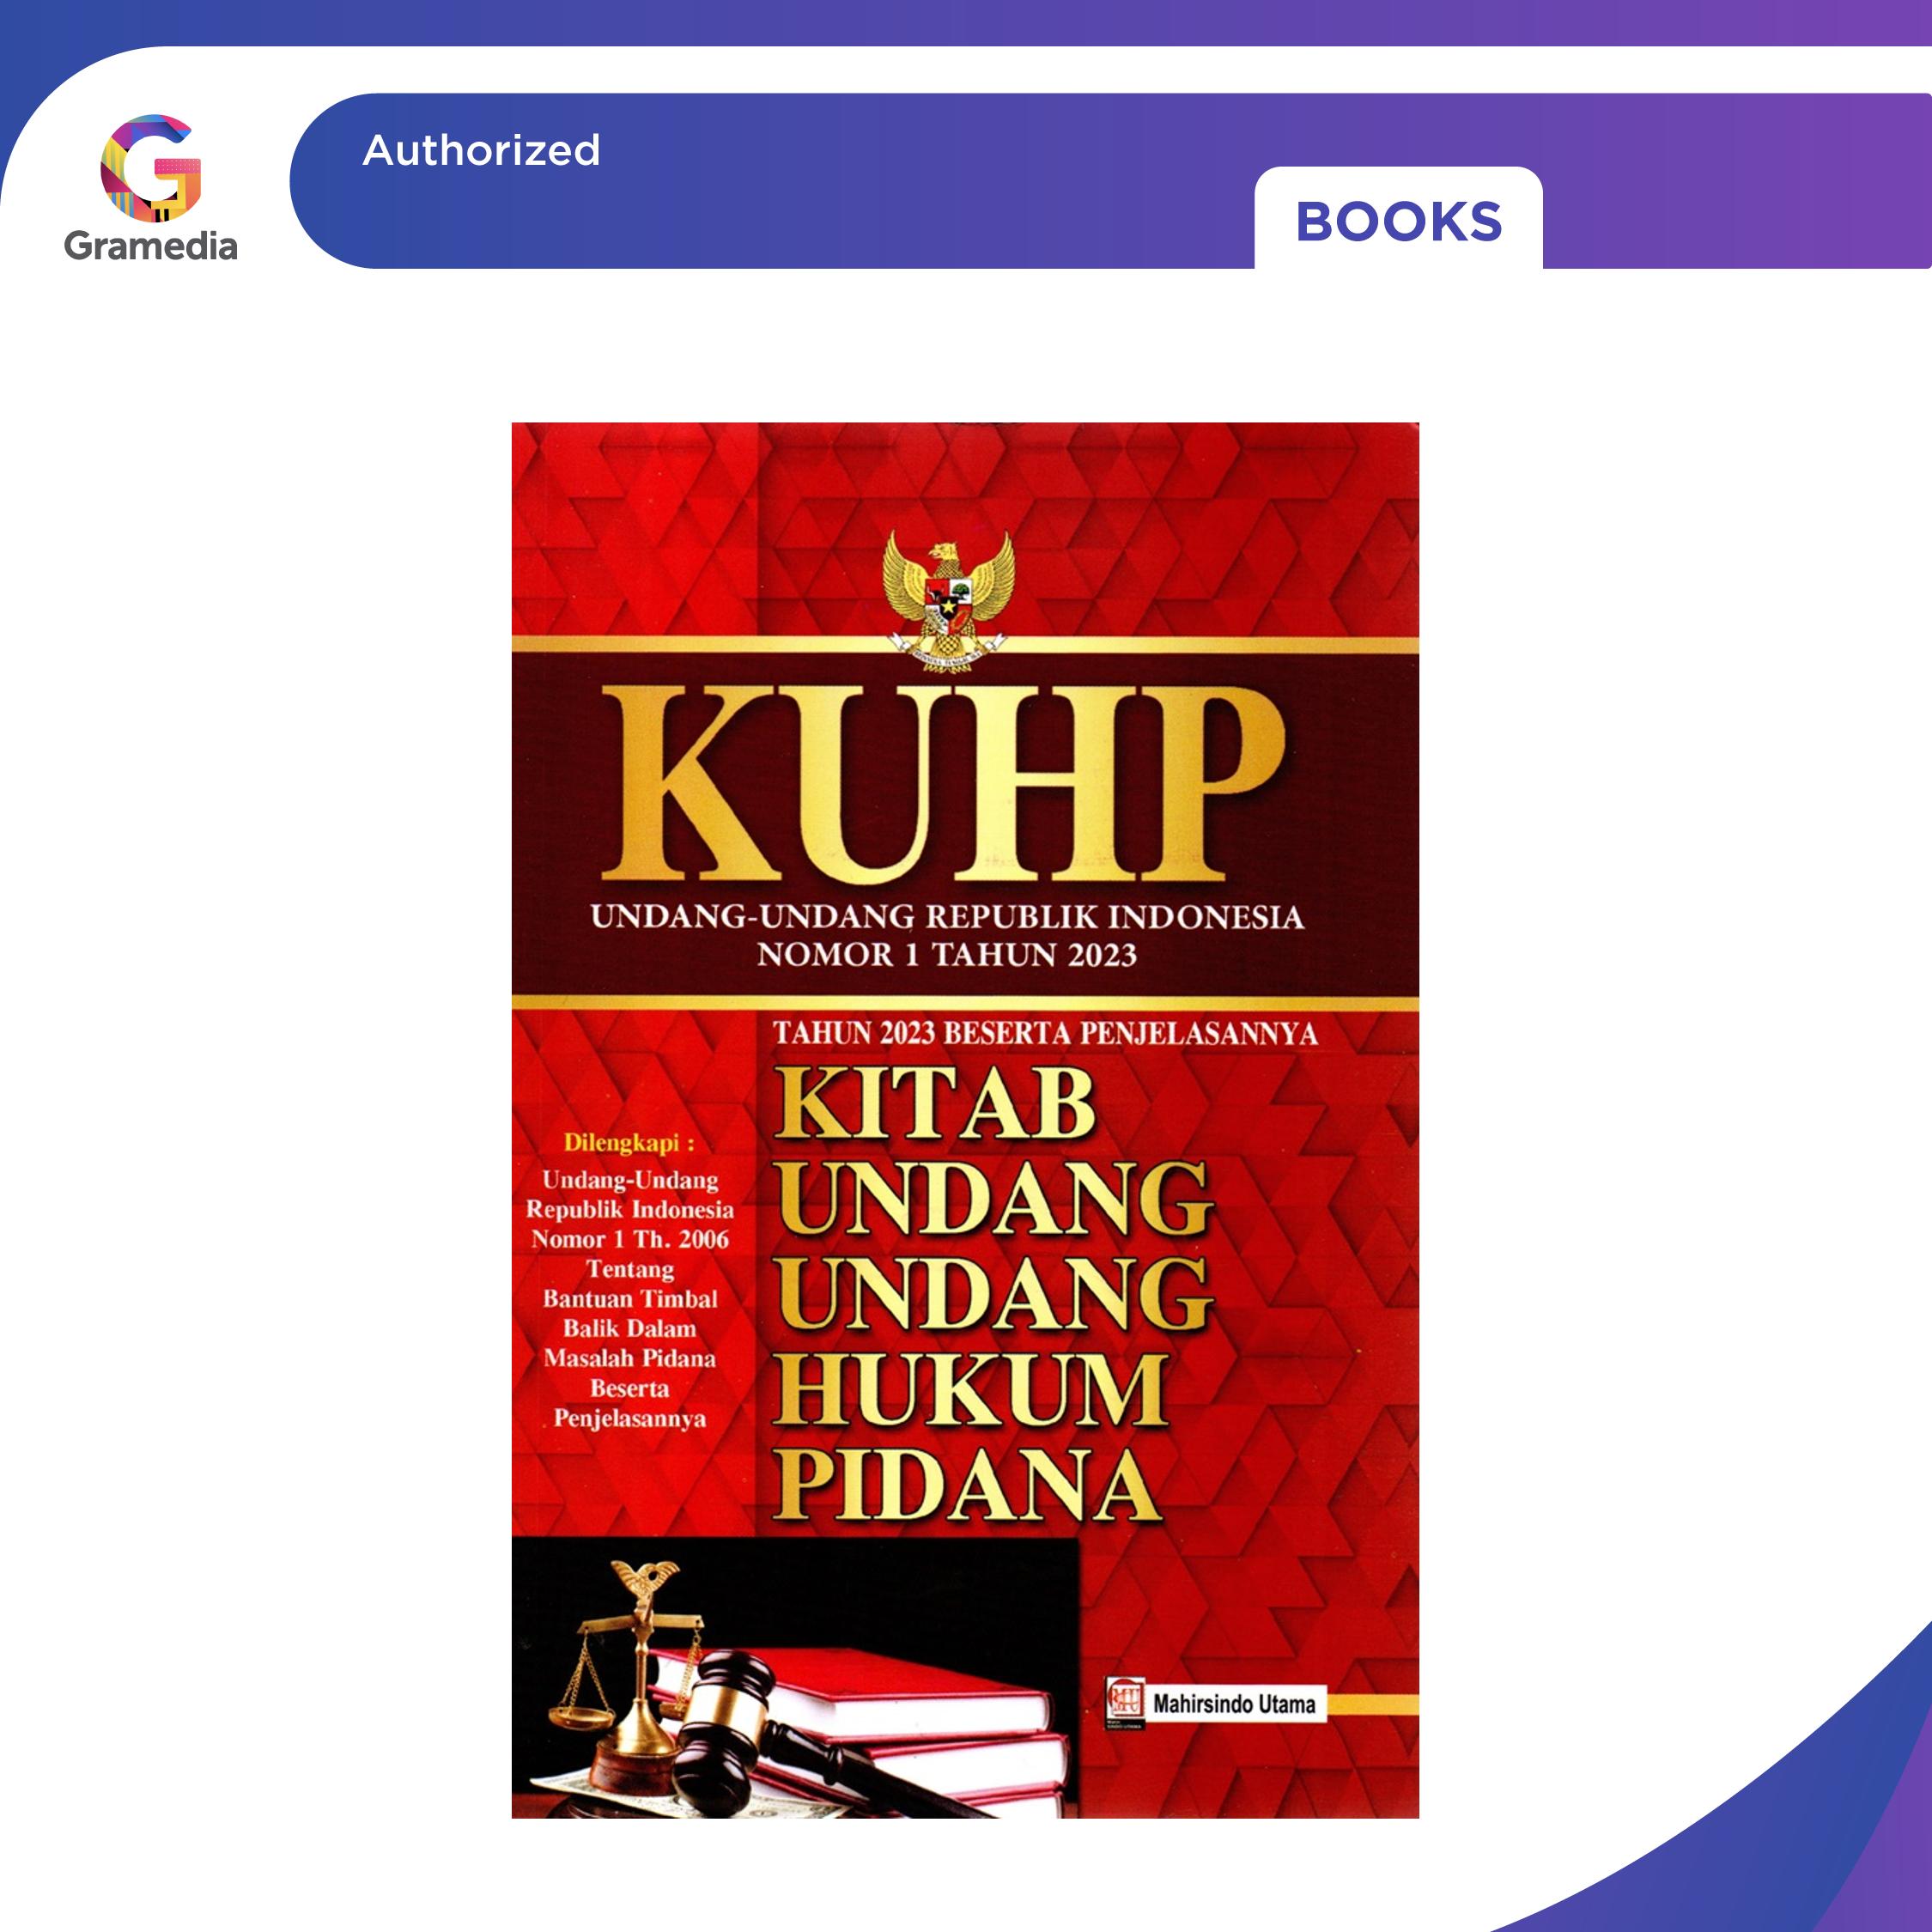 Gramedia
Authorized
BOOKS
KUHP
UNDANG-UNDANG REPUBLIK INDONESIA
NOMOR 1 TAHUN 2023
TAHUN 2023 BESERTA PENJELASANNYA
KITAB
UNDANG
UNDANG
HUKUM
PIDANA
Dilengkapi :
Undang-Undang
Republik Indonesia
Nomor 1 Th. 2006
Tentang
Bantuan Timbal
Balik Dalam
Masalah Pidana
Beserta
Penjelasannya
Mahirsindo Utama